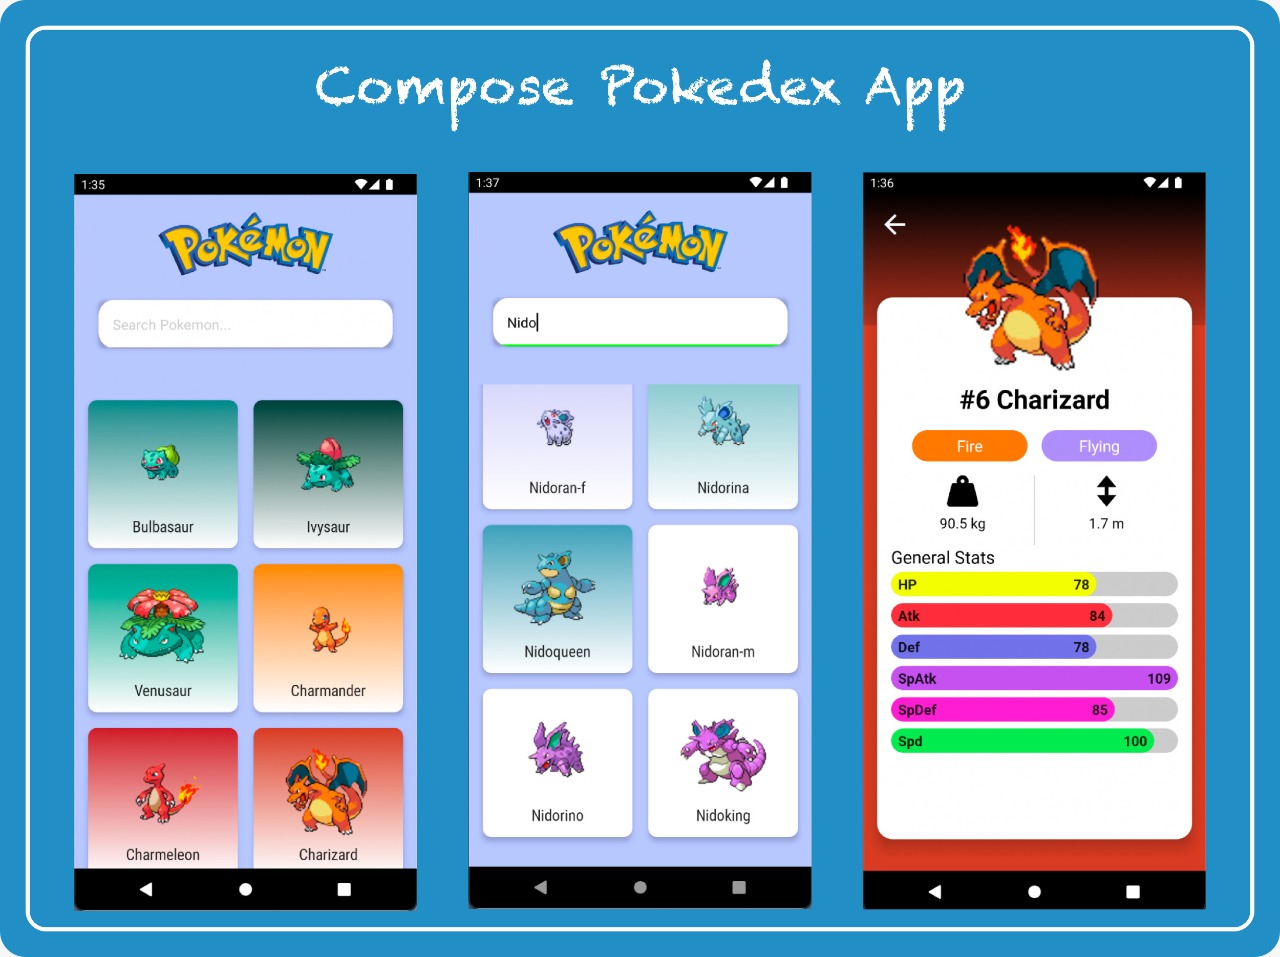 Compose Pokedex App
1:35
Pokémon
Search Pokemon...
Bulbasaur
Ivysaur
Venusaur
Charmander
Charmeleon
Charizard
1:37
Pokémon
Nido
Nidoran-f
Nidorina
Nidoqueen
Nidoran-m
Nidorino
Nidoking
1:36
#6 Charizard
Fire
Flying
90.5 kg
1.7 m
General Stats
HP 78
Atk 84
Def 78
SpAtk 109
SpDef 85
Spd 100